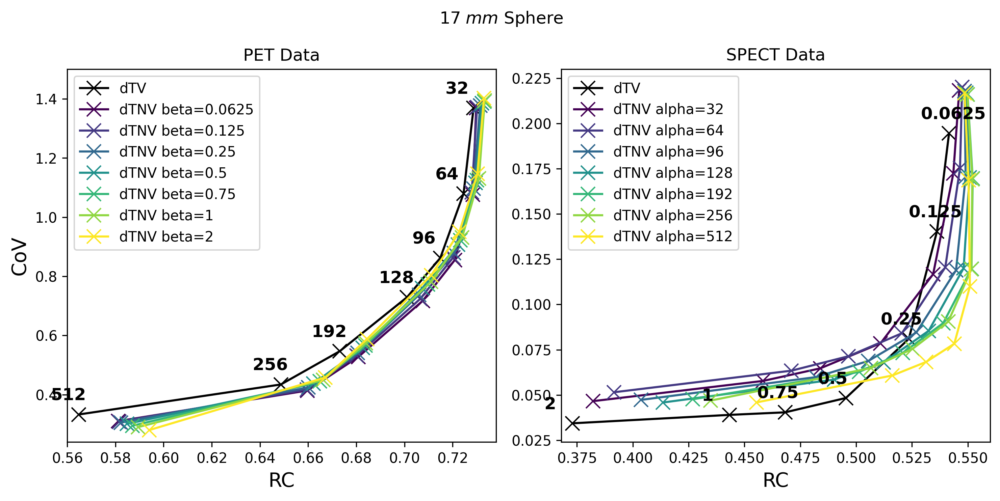 17 mm Sphere
PET Data
CoV
1.4
1.2
1.0
0.8
0.6
0.4
dTV
dTNV beta=0.0625
dTNV beta=0.125
dTNV beta=0.25
dTNV beta=0.5
dTNV beta=0.75
dTNV beta=1
dTNV beta=2
32
64
96
128
192
256
512
0.56 0.58 0.60 0.62 0.64 0.66 0.68 0.70 0.72
RC
SPECT Data
0.225
0.200
0.175
0.150
0.125
0.100
0.075
0.050
0.025
dTV
dTNV alpha=32
dTNV alpha=64
dTNV alpha=96
dTNV alpha=128
dTNV alpha=192
dTNV alpha=256
dTNV alpha=512
0.0625
0.125
0.25
0.5
0.75
1
2
0.375 0.400 0.425 0.450 0.475 0.500 0.525 0.550
RC